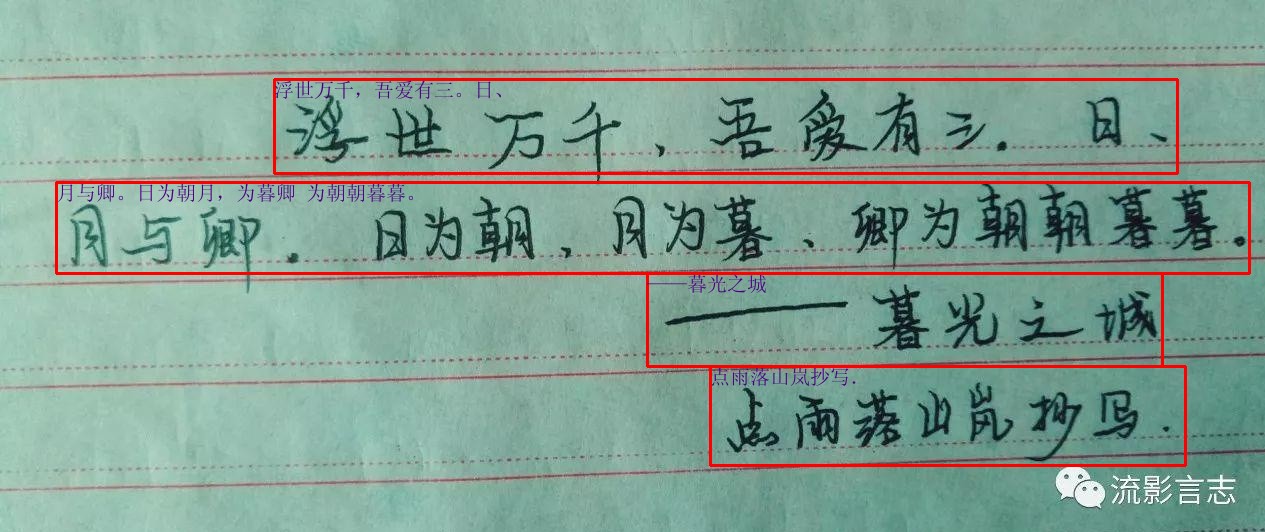 浮世万千，吾爱有三。日、
浮世万千，吾爱有三。日、
月与卿。日为朝月，为暮卿 为朝朝暮暮。
月与卿。日为朝、月为暮、卿为朝朝暮暮。
——暮光之城
——暮光之城
点雨落山岚抄写.
点雨落山岚抄写.
流影言志